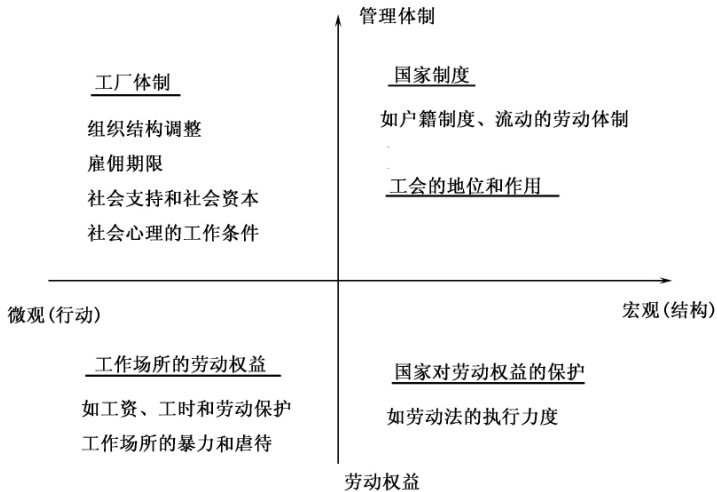 管理体制
工厂体制
组织结构调整
雇佣期限
社会支持和社会资本
社会心理的工作条件
国家制度
如户籍制度、流动的劳动体制
工会的地位和作用
微观(行动)
宏观(结构)
工作场所的劳动权益
如工资、工时和劳动保护
工作场所的暴力和虐待
国家对劳动权益的保护
如劳动法的执行力度
劳动权益